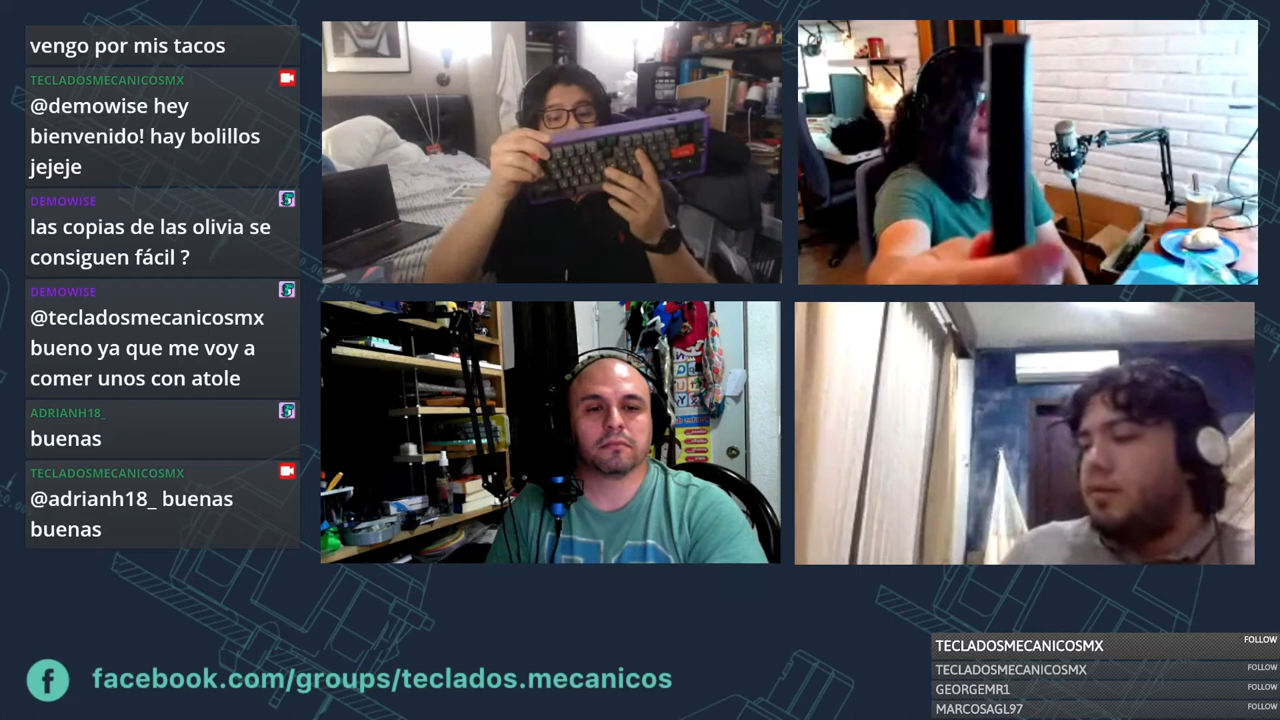 vengo por mis tacos
TECLADOSMECANICOSMX
@demowise hey
bienvenido! hay bolillos
jejeje
DEMOWISE
las copias de las olivia se
consiguen fácil ?
DEMOWISE
@tecladosmecanicosmx
bueno ya que me voy a
comer unos con atole
ADRIANH18_
buenas
TECLADOSMECANICOSMX
@adrianh18_ buenas
buenas
facebook.com/groups/teclados.mecanicos
TECLADOSMECANICOSMX FOLLOW
TECLADOSMECANICOSMX FOLLOW
GEORGEMR1 FOLLOW
MARCOSAGL97 FOLLOW